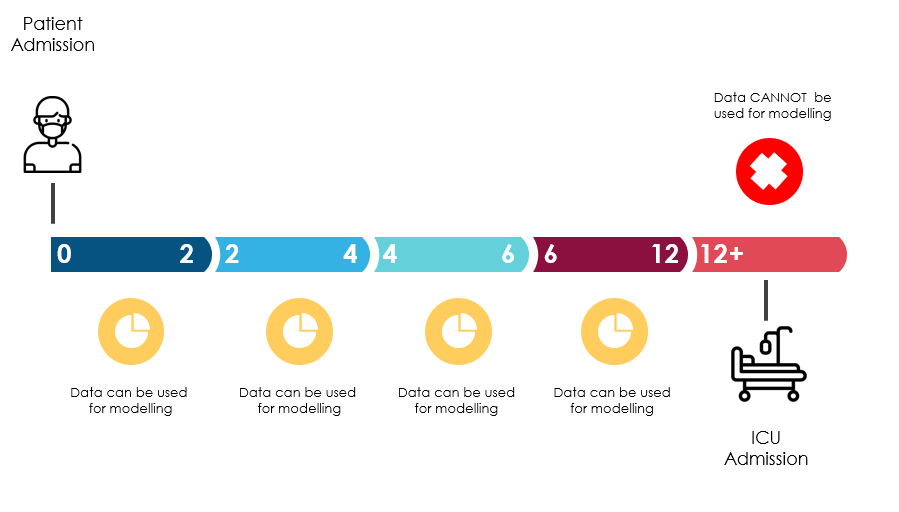 Patient
Admission
Data CANNOT be
used for modelling
0 2 2 4 4 6 6 12 12+
Data can be used
for modelling
Data can be used
for modelling
Data can be used
for modelling
Data can be used
for modelling
ICU
Admission